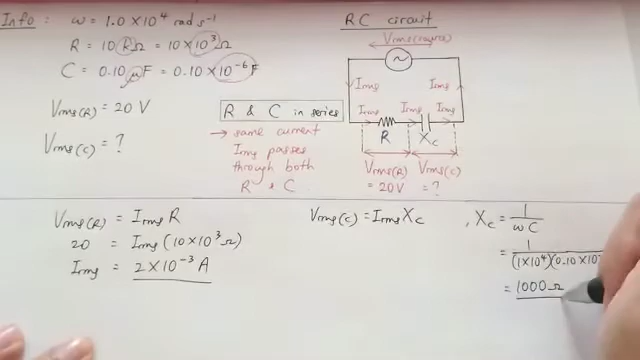 Info : ω = 1.0 × 10⁴ rad s⁻¹
R = 10 kΩ = 10 × 10³ Ω
C = 0.10 μF = 0.10 × 10⁻⁶ F
Vrms(R) = 20 V
Vrms(C) = ?
R & C in series
→ same current
Irms passes
through both
R & C
RC circuit
~
Irms
Irms
Irms
Irms
Irms
R
Xc
Vrms(R)
= 20V
Vrms(C)
= ?
Vrms(R) = Irms R
20 = Irms (10 × 10³ Ω)
Irms = 2 × 10⁻³ A
Vrms(C) = Irms Xc , Xc = 1
ωC
= 1
(1×10⁴)(0.10 × 10
= 1000 Ω